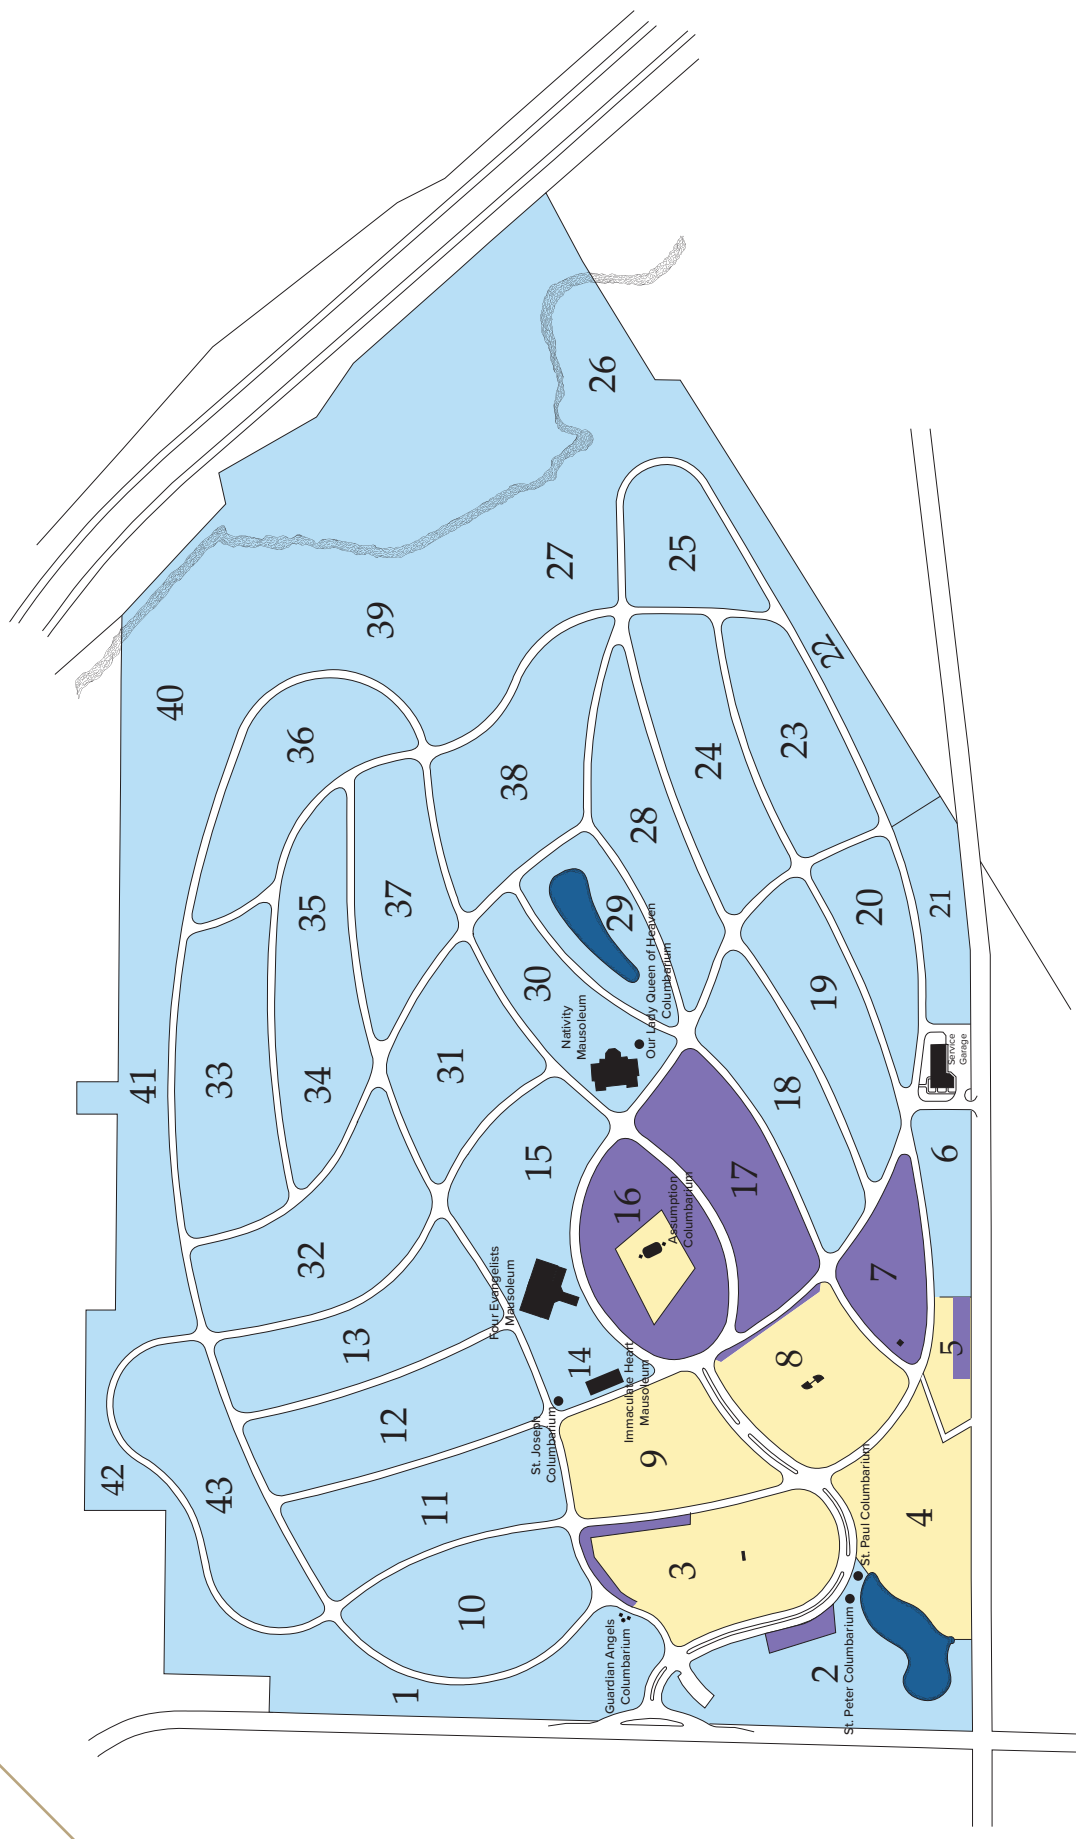 26
25
27
39
22
40
36
23
24
38
28
35
37
29
20
21
30
19
Our Lady Queen of Heaven
Columbarium
Nativity
Mausoleum
Service
Garage
41
33
34
31
18
15
16
17
6
Assumption
Columbarium
32
7
Four Evangelists
Mausoleum
13
14
8
5
Immaculate Heart
Mausoleum
12
St. Joseph
Columbarium
9
42
43
11
4
St. Paul Columbarium
3
10
Guardian Angels
Columbarium
2
St. Peter Columbarium
1